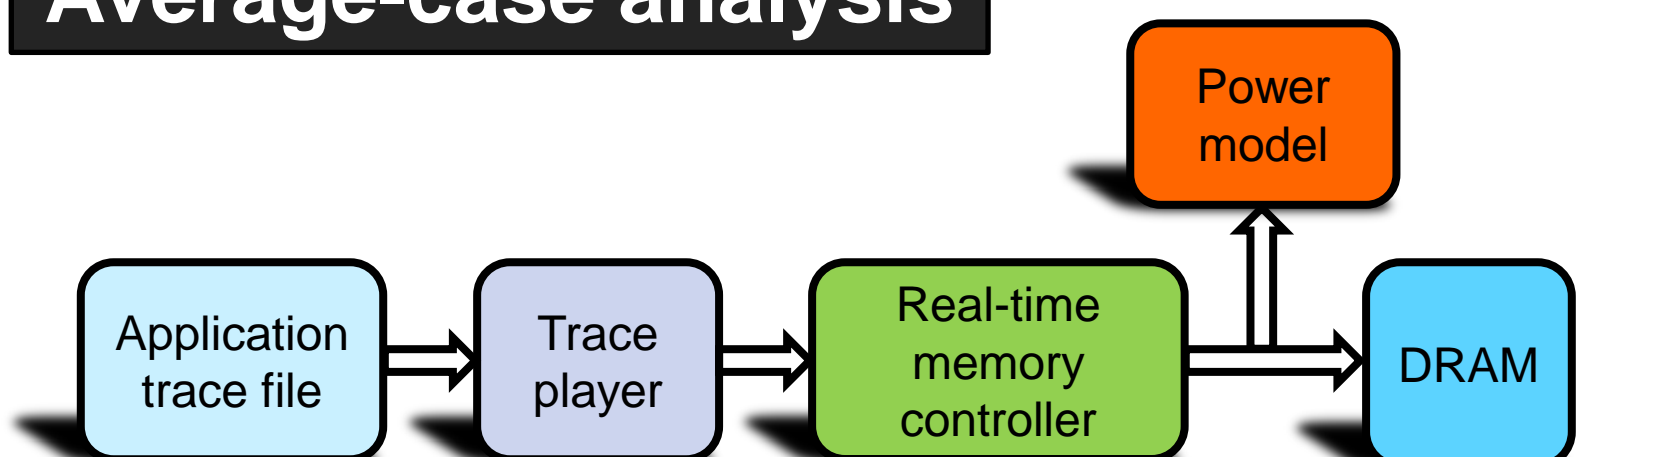 Average-case analysis
Power
model
Application
trace file
Trace
player
Real-time
memory
controller
DRAM